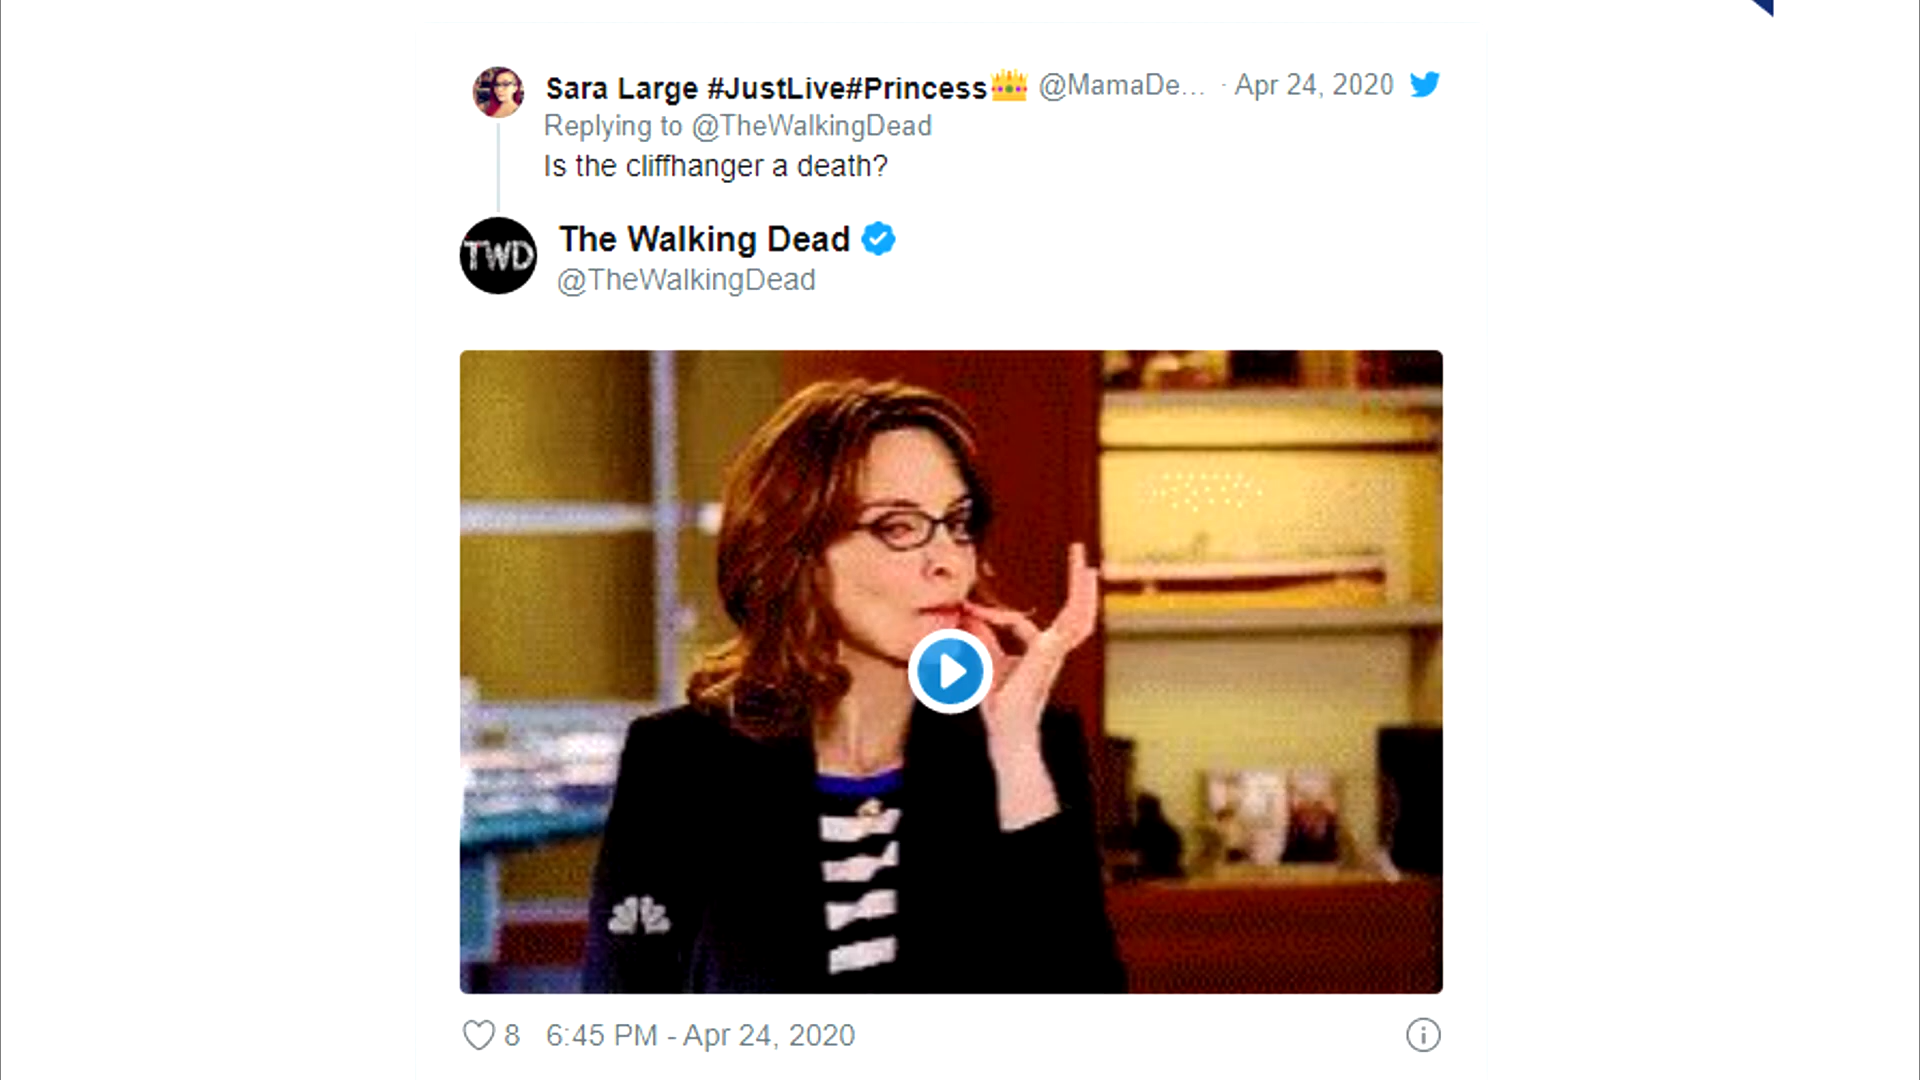 Sara Large #JustLive#Princess👑 @MamaDe... · Apr 24, 2020
Replying to @TheWalkingDead
Is the cliffhanger a death?
TWD
The Walking Dead
@TheWalkingDead
8 6:45 PM - Apr 24, 2020